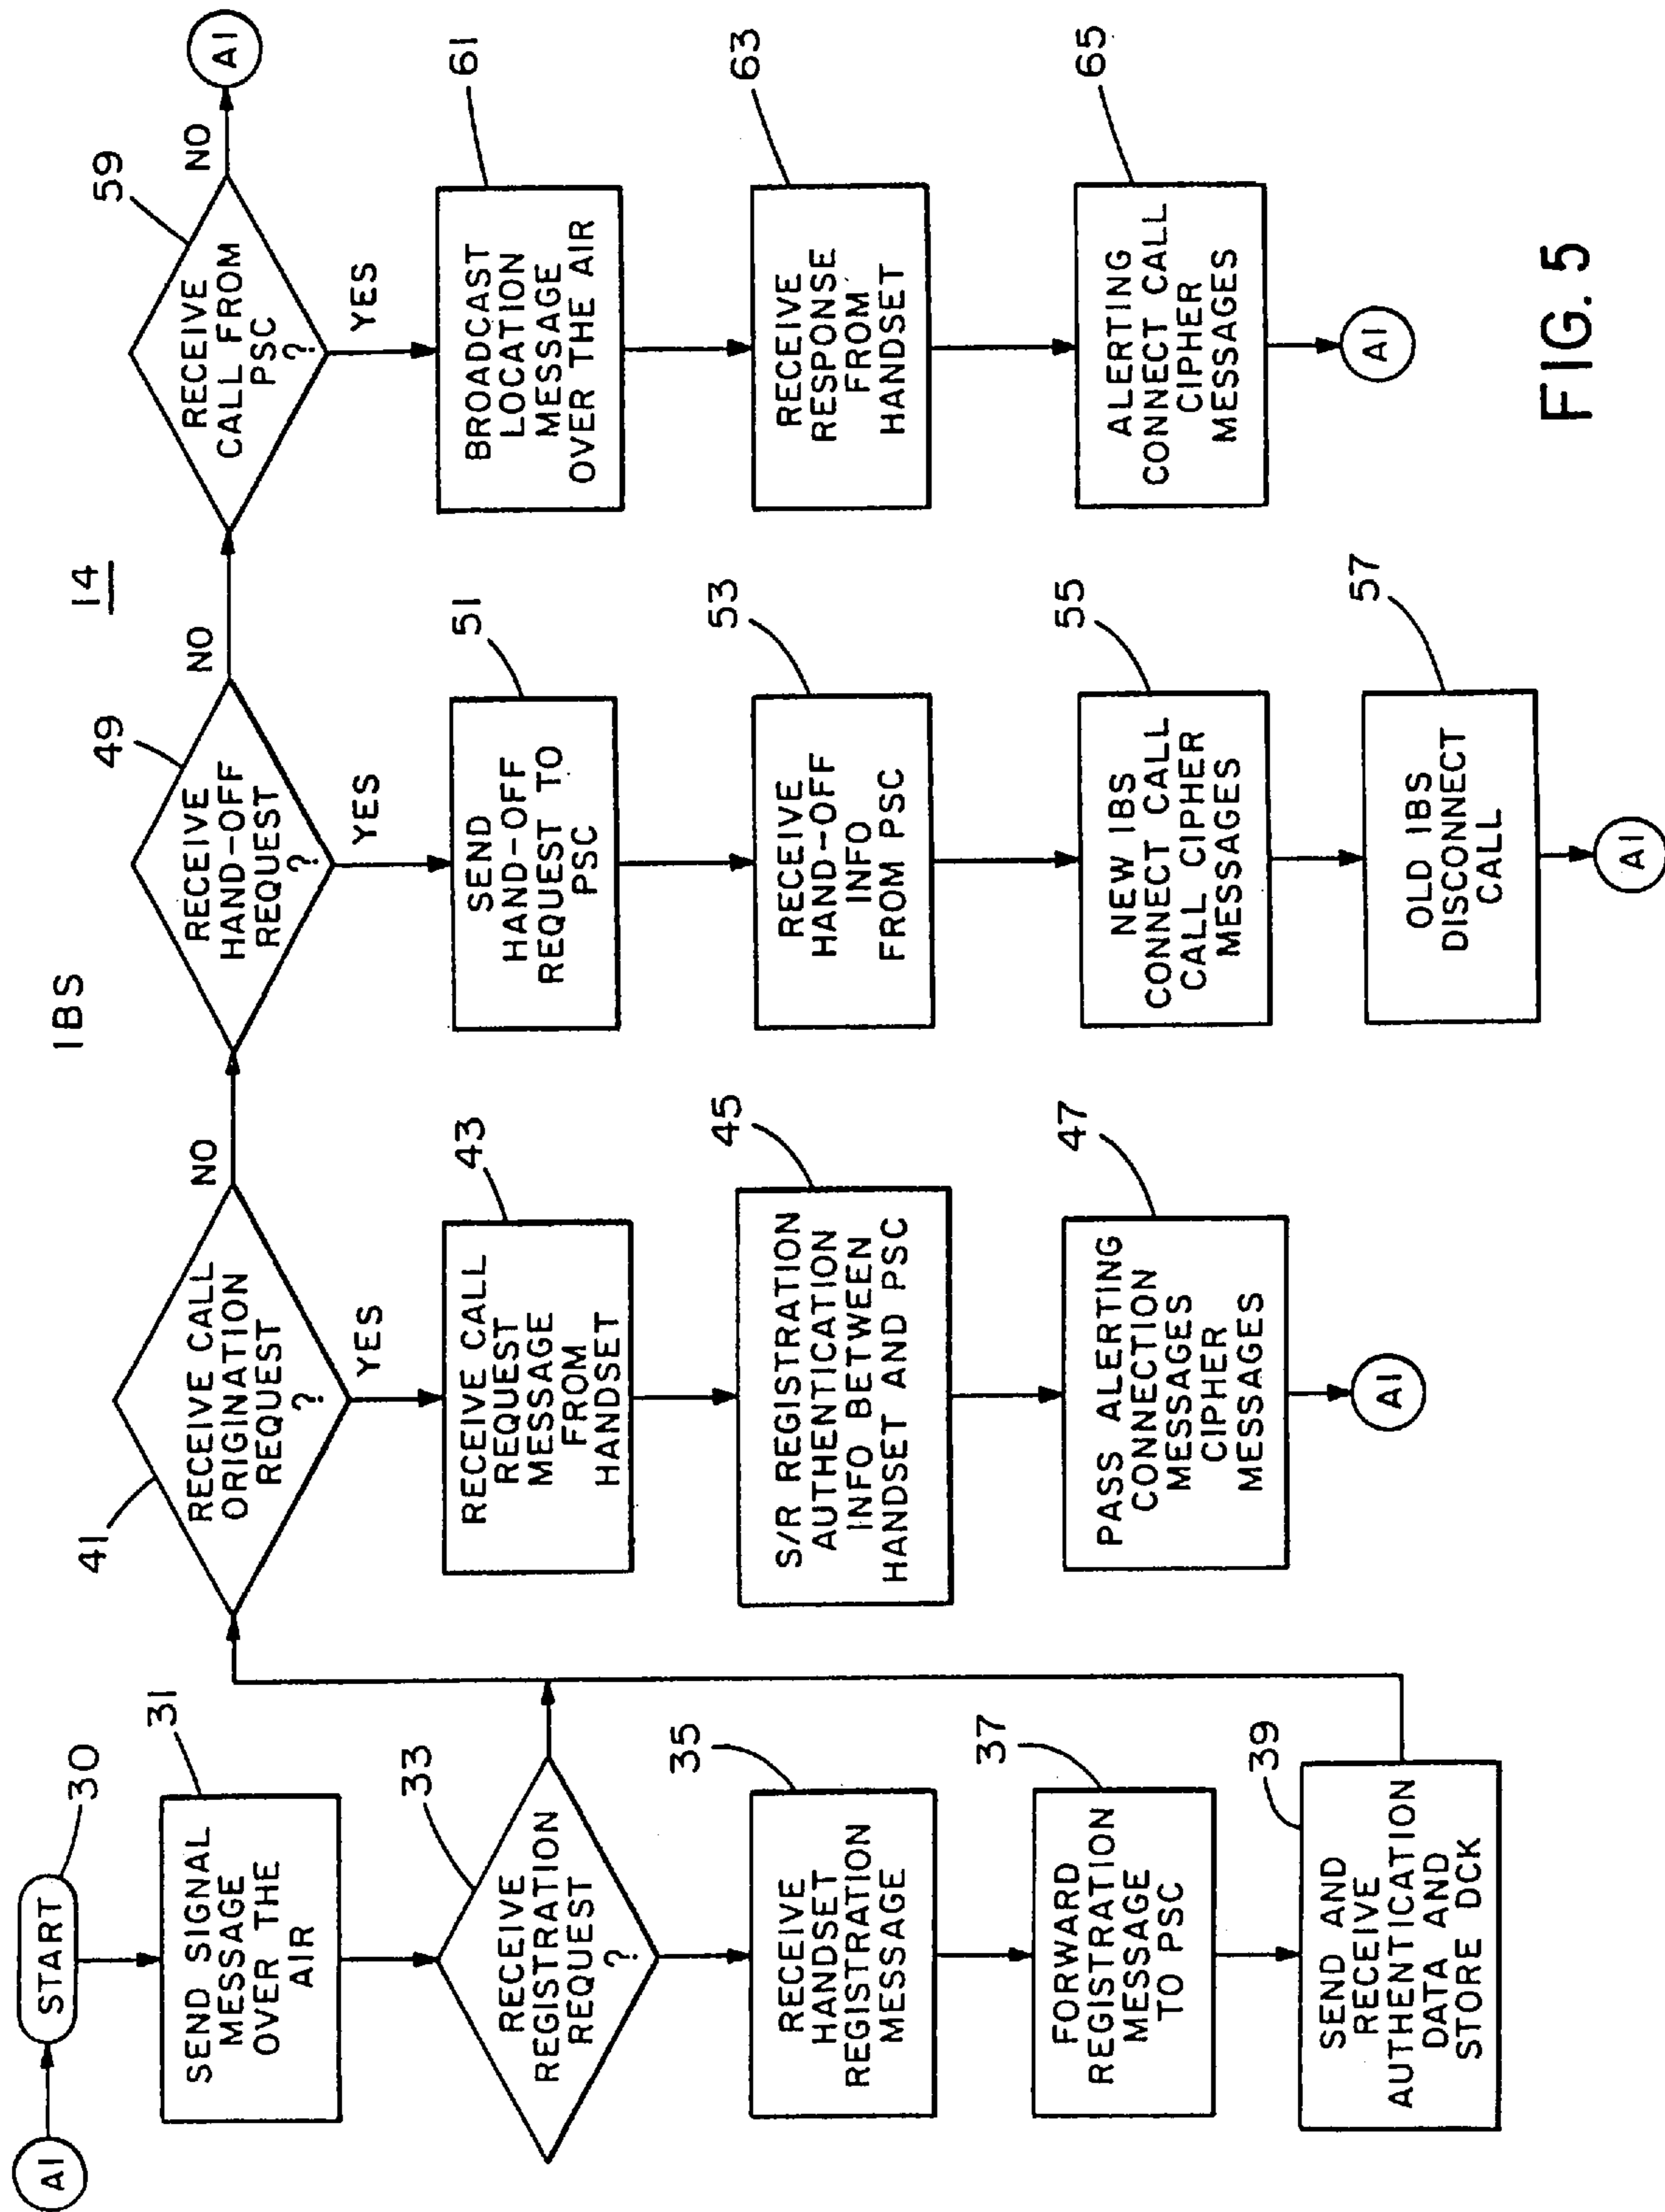 IBS
14
A1
START
30
SEND SIGNAL
MESSAGE
OVER THE
AIR
31
RECEIVE
REGISTRATION
REQUEST
?
33
RECEIVE
HANDSET
REGISTRATION
MESSAGE
35
FORWARD
REGISTRATION
MESSAGE
TO PSC
37
SEND AND
RECEIVE
AUTHENTICATION
DATA AND
STORE DCK
39
41
RECEIVE CALL
ORIGINATION
REQUEST
?
NO
YES
RECEIVE CALL
REQUEST
MESSAGE
FROM
HANDSET
43
S/R REGISTRATION
AUTHENTICATION
INFO BETWEEN
HANDSET AND PSC
45
PASS ALERTING
CONNECTION
MESSAGES
CIPHER
MESSAGES
47
A1
49
RECEIVE
HAND-OFF
REQUEST
?
NO
YES
SEND
HAND-OFF
REQUEST TO
PSC
51
RECEIVE
HAND-OFF
INFO
FROM PSC
53
NEW IBS
CONNECT CALL
CALL CIPHER
MESSAGES
55
OLD IBS
DISCONNECT
CALL
57
A1
59
RECEIVE
CALL FROM
PSC
?
NO
A1
YES
BROADCAST
LOCATION
MESSAGE
OVER THE AIR
61
RECEIVE
RESPONSE
FROM
HANDSET
63
ALERTING
CONNECT CALL
CIPHER
MESSAGES
65
A1
FIG. 5